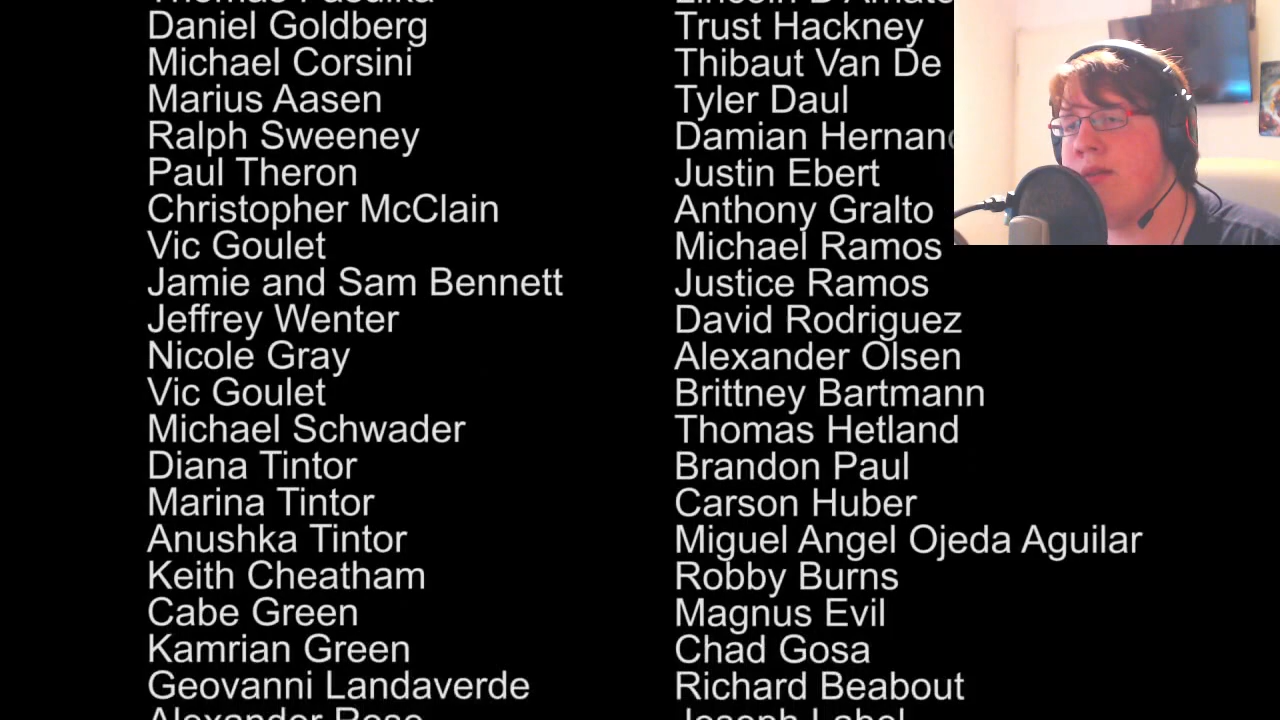 Daniel Goldberg
Michael Corsini
Marius Aasen
Ralph Sweeney
Paul Theron
Christopher McClain
Vic Goulet
Jamie and Sam Bennett
Jeffrey Wenter
Nicole Gray
Vic Goulet
Michael Schwader
Diana Tintor
Marina Tintor
Anushka Tintor
Keith Cheatham
Cabe Green
Kamrian Green
Geovanni Landaverde
Trust Hackney
Thibaut Van De
Tyler Daul
Damian
Justin Ebert
Anthony Gralto
Michael Ramos
Justice Ramos
David Rodriguez
Alexander Olsen
Brittney Bartmann
Thomas Hetland
Brandon Paul
Carson Huber
Miguel Angel Ojeda Aguilar
Robby Burns
Magnus Evil
Chad Gosa
Richard Beabout